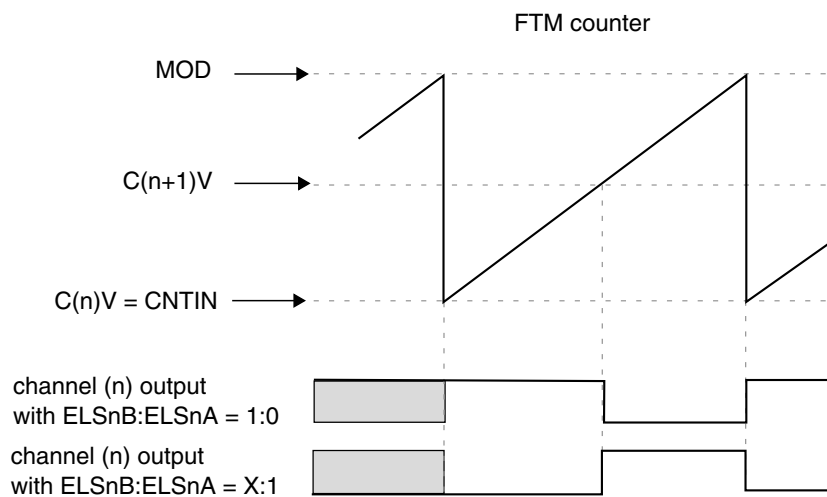 FTM counter
MOD
C(n+1)V
C(n)V = CNTIN
channel (n) output
with ELSnB:ELSnA = 1:0
channel (n) output
with ELSnB:ELSnA = X:1